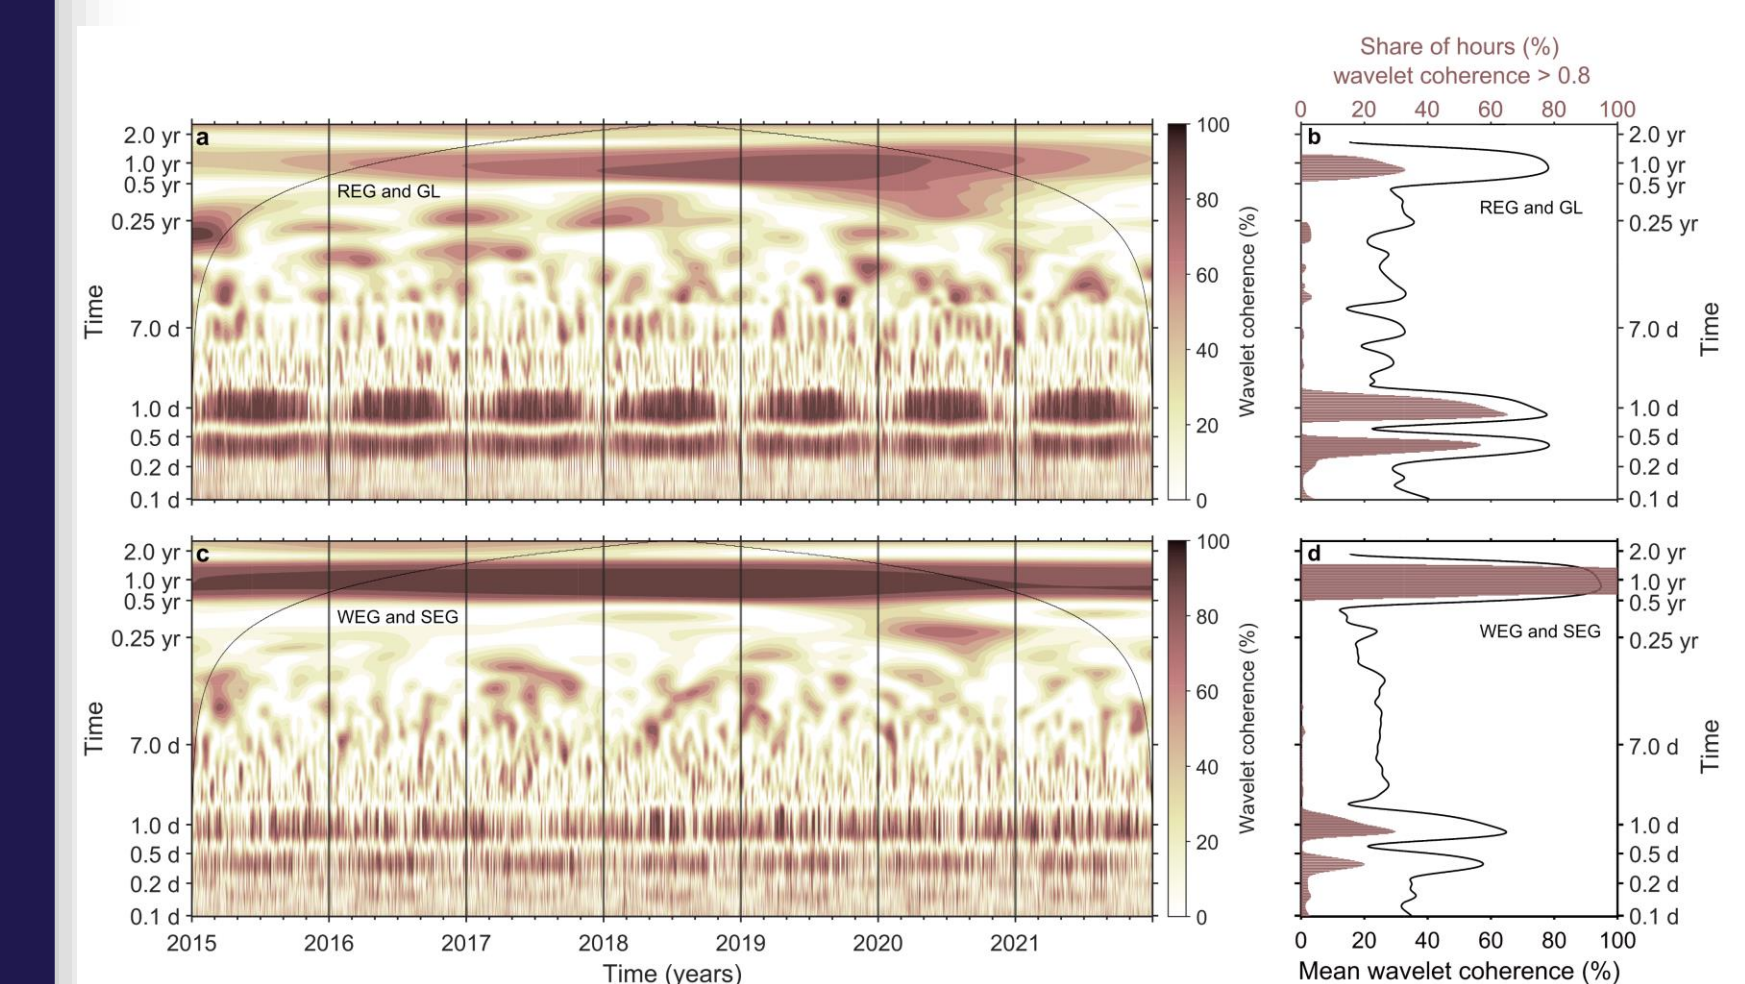 Share of hours (%)
wavelet coherence > 0.8
0 20 40 60 80 100
a
2.0 yr
1.0 yr
0.5 yr
0.25 yr
7.0 d
1.0 d
0.5 d
0.2 d
0.1 d
Time
REG and GL
100
80
60
40
20
0
Wavelet coherence (%)
b
REG and GL
2.0 yr
1.0 yr
0.5 yr
0.25 yr
7.0 d
1.0 d
0.5 d
0.2 d
0.1 d
Time
c
2.0 yr
1.0 yr
0.5 yr
0.25 yr
7.0 d
1.0 d
0.5 d
0.2 d
0.1 d
Time
WEG and SEG
2015 2016 2017 2018 2019 2020 2021
Time (years)
100
80
60
40
20
0
Wavelet coherence (%)
d
WEG and SEG
2.0 yr
1.0 yr
0.5 yr
0.25 yr
7.0 d
1.0 d
0.5 d
0.2 d
0.1 d
Time
0 20 40 60 80 100
Mean wavelet coherence (%)